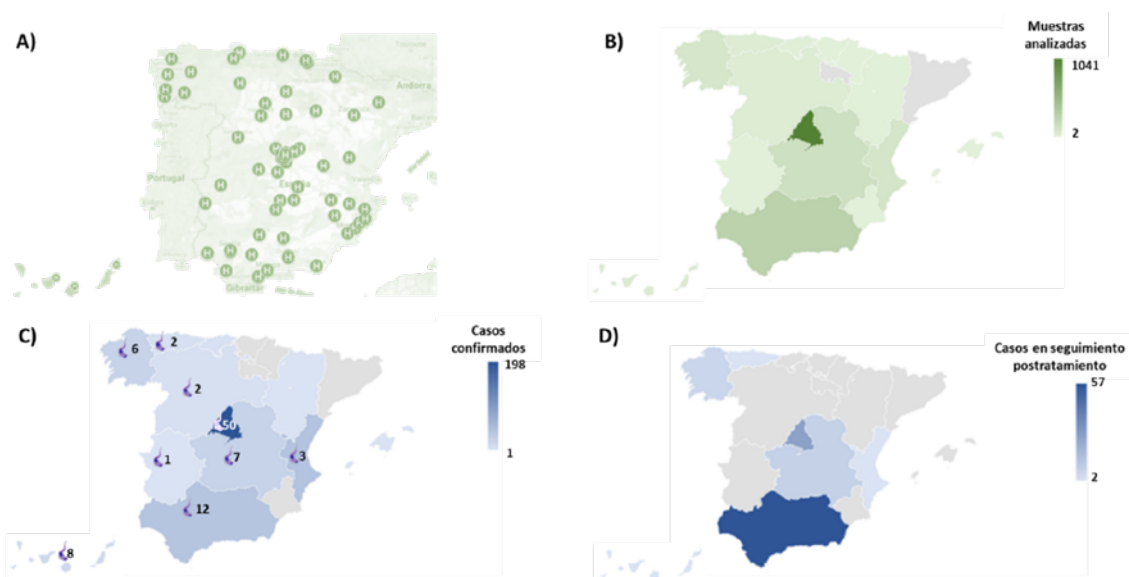 A)
Andorra
Portugal
España
Gibraltar
B)
Muestras
analizadas
1041
2
C)
Casos
confirmados
198
1
6
2
2
50
1
7
3
12
8
D)
Casos en seguimiento
postratamiento
57
2